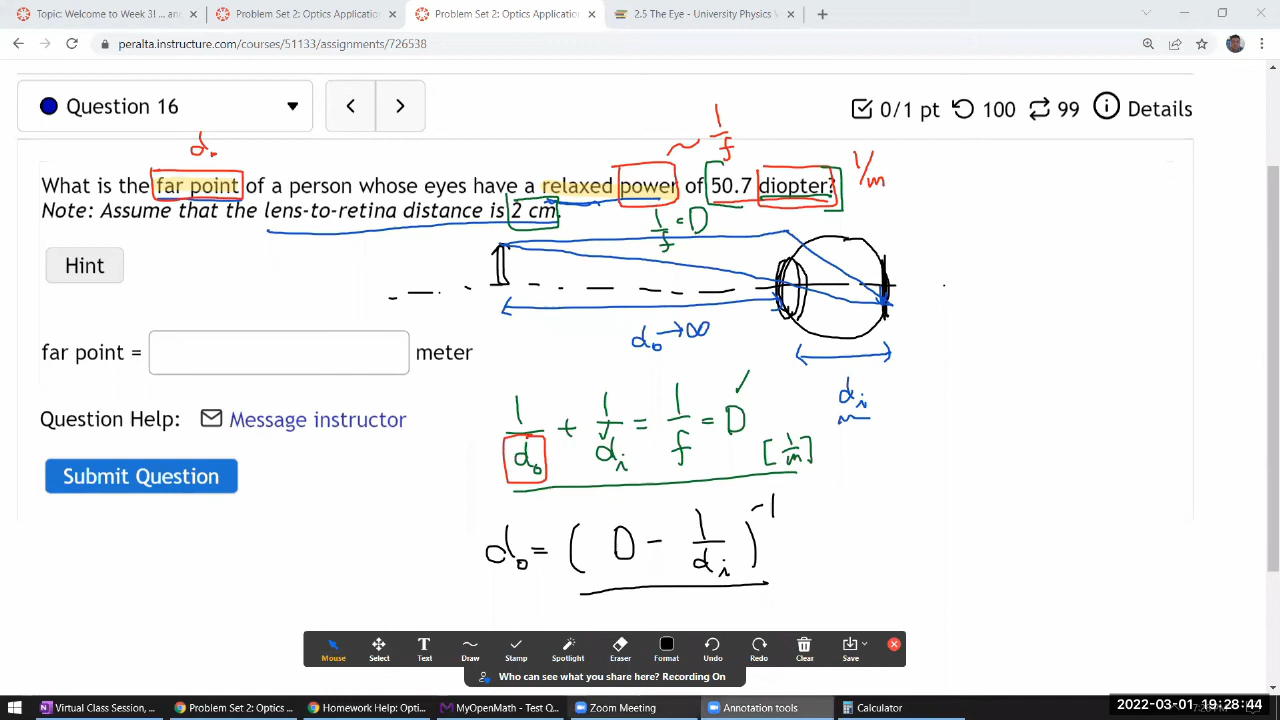 Topic: Welcome to Week 3! ... an
Problem Set 2: Optics Application
Problem Set 2: Optics Application
2.5 The Eye - University Physics V
peralta.instructure.com/courses/51133/assignments/726538
Question 16
0/1 pt 100 99 Details
d₀
~ 1/f
1/m
What is the far point of a person whose eyes have a relaxed power of 50.7 diopter?
Note: Assume that the lens-to-retina distance is 2 cm.
1/f = D
Hint
d₀ → ∞
far point = meter
dᵢ
Question Help: Message instructor
1/d₀ + 1/dᵢ = 1/f = D ✓
[1/m]
Submit Question
d₀ = ( D - 1/dᵢ )⁻¹
Mouse Select Text Draw Stamp Spotlight Eraser Format Undo Redo Clear Save
Who can see what you share here? Recording On
Virtual Class Session, ...
Problem Set 2: Optic...
Homework Help: Opti...
MyOpenMath - Test Q...
Zoom Meeting
Annotation tools
Calculator
2022-03-01 19:28:44